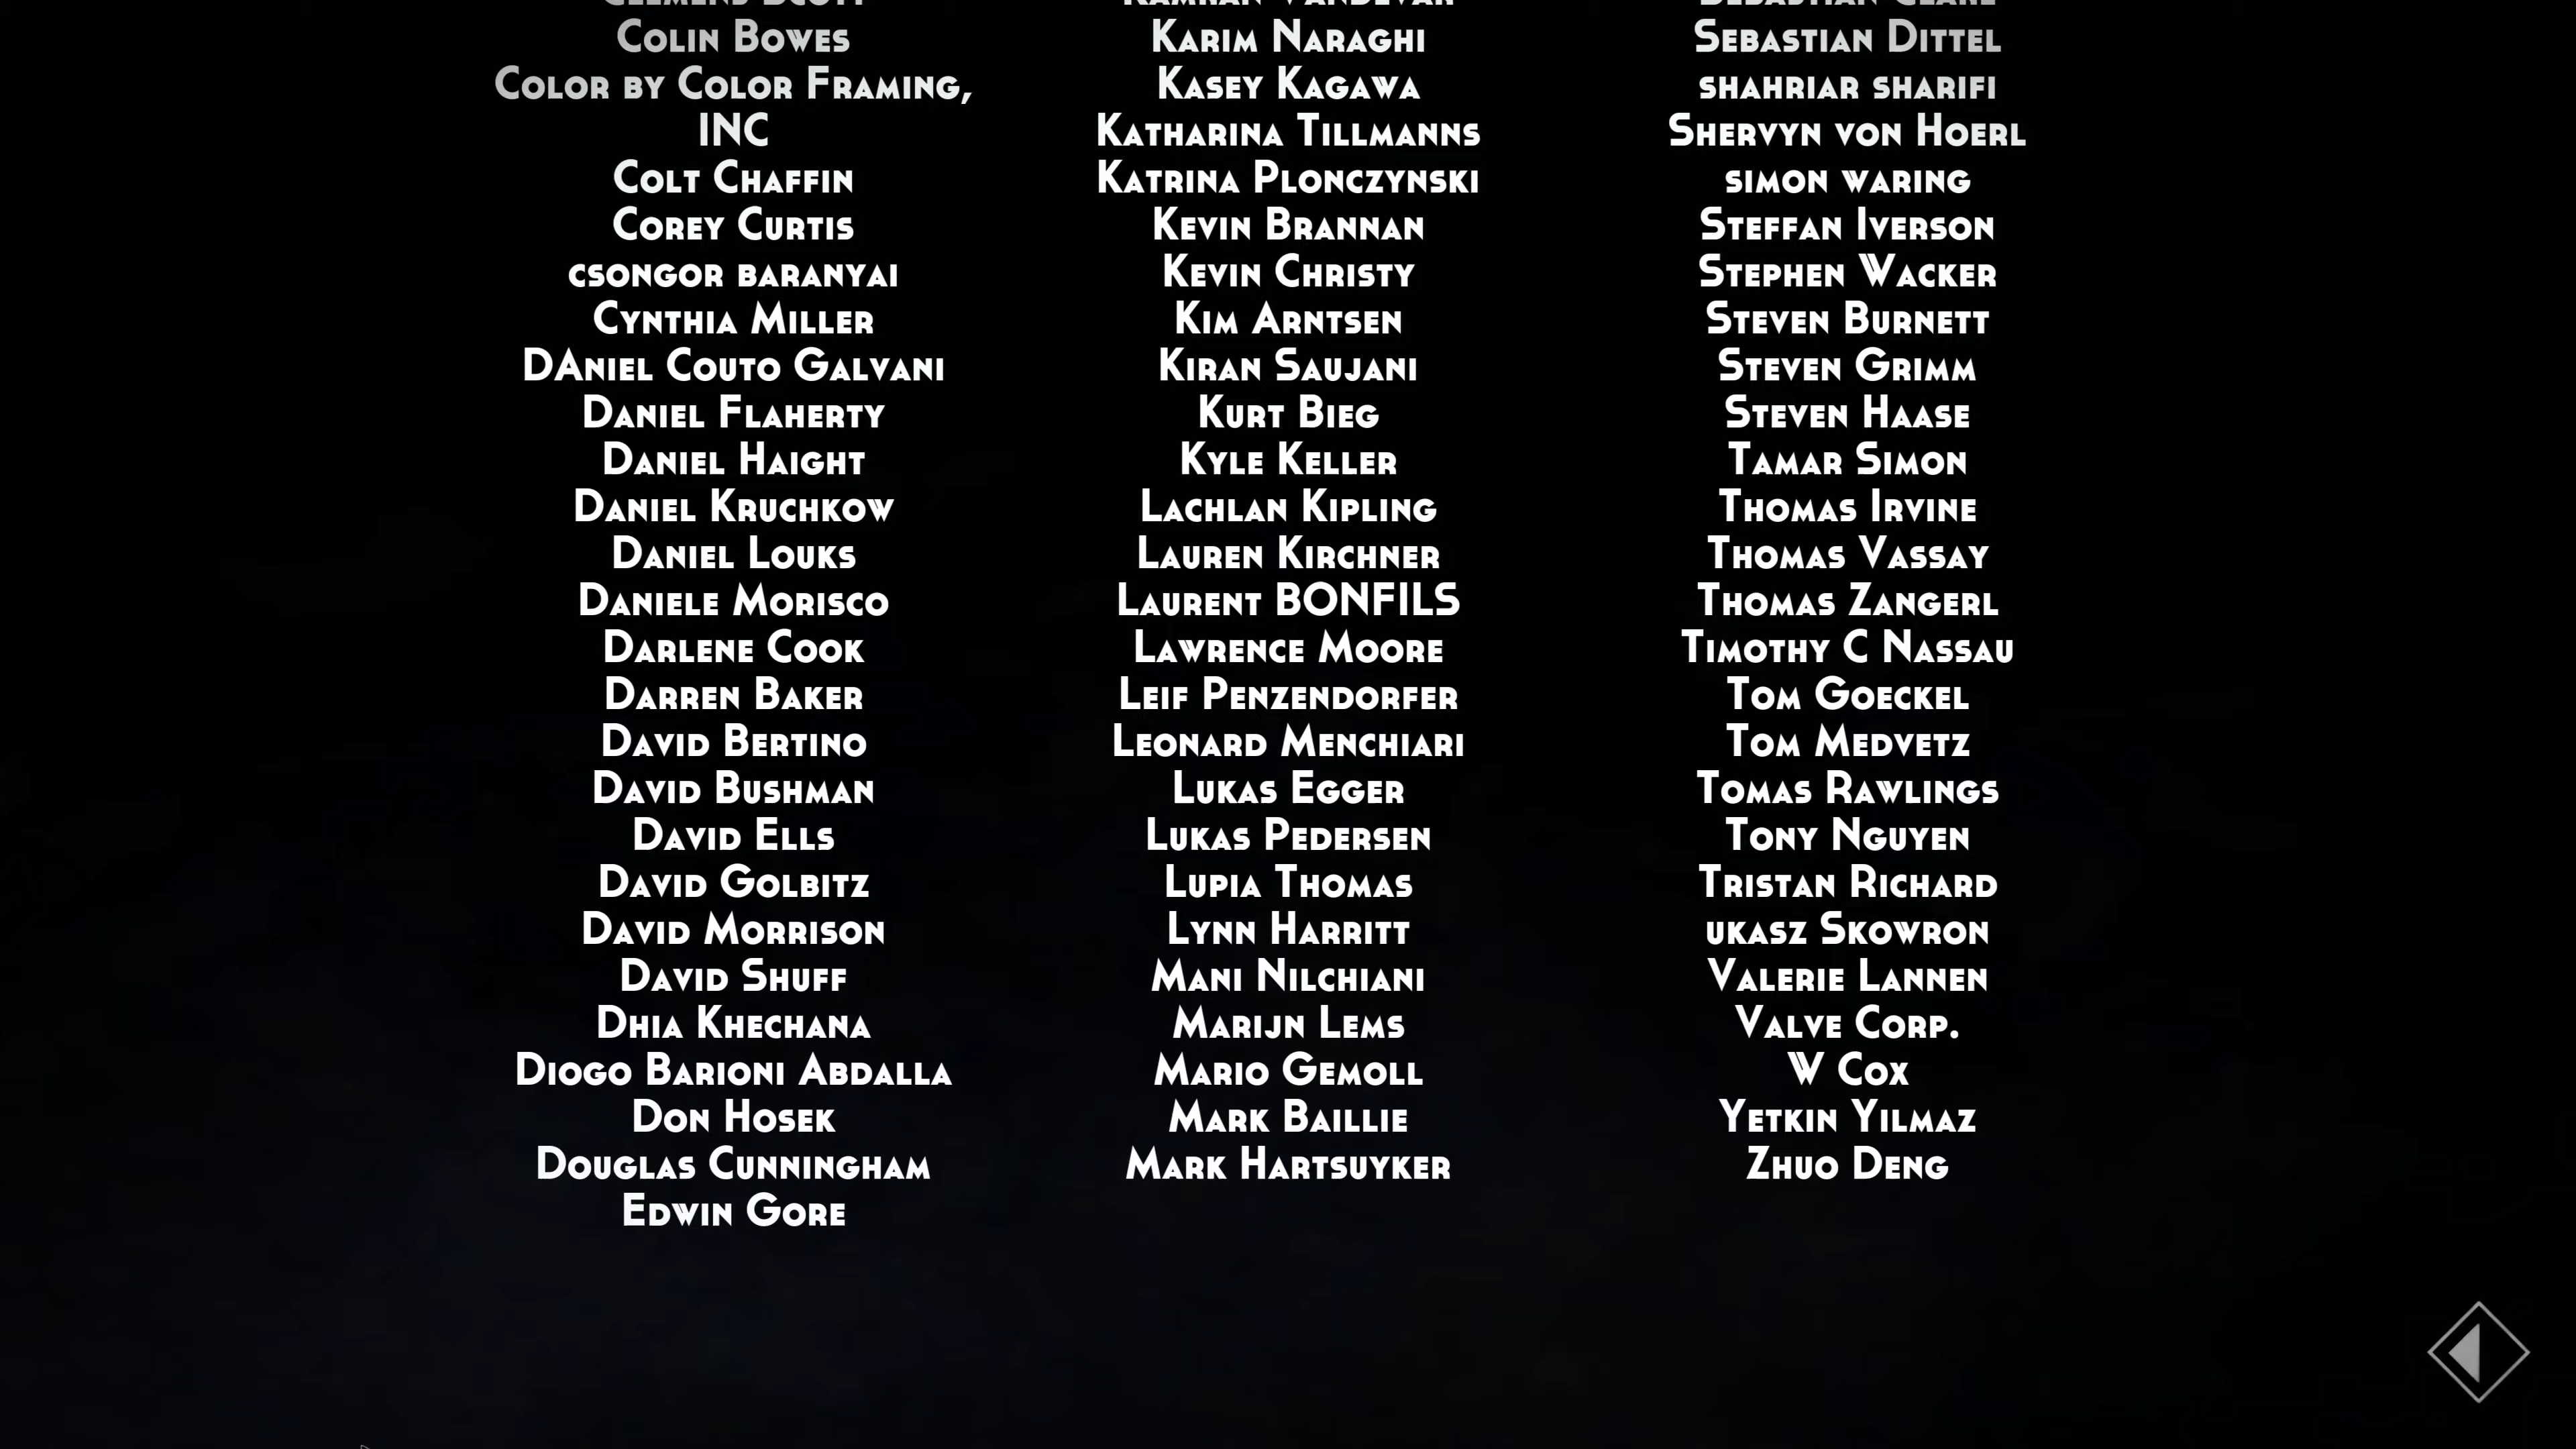 Colin Bowes
Color by Color Framing,
INC
Colt Chaffin
Corey Curtis
csongor baranyai
Cynthia Miller
DAniel Couto Galvani
Daniel Flaherty
Daniel Haight
Daniel Kruchkow
Daniel Louks
Daniele Morisco
Darlene Cook
Darren Baker
David Bertino
David Bushman
David Ells
David Golbitz
David Morrison
David Shuff
Dhia Khechana
Diogo Barioni Abdalla
Don Hosek
Douglas Cunningham
Edwin Gore
Karim Naraghi
Kasey Kagawa
Katharina Tillmanns
Katrina Plonczynski
Kevin Brannan
Kevin Christy
Kim Arntsen
Kiran Saujani
Kurt Bieg
Kyle Keller
Lachlan Kipling
Lauren Kirchner
Laurent BONFILS
Lawrence Moore
Leif Penzendorfer
Leonard Menchiari
Lukas Egger
Lukas Pedersen
Lupia Thomas
Lynn Harritt
Mani Nilchiani
Marijn Lems
Mario Gemoll
Mark Baillie
Mark Hartsuyker
Sebastian Dittel
shahriar sharifi
Shervyn von Hoerl
simon waring
Steffan Iverson
Stephen Wacker
Steven Burnett
Steven Grimm
Steven Haase
Tamar Simon
Thomas Irvine
Thomas Vassay
Thomas Zangerl
Timothy C Nassau
Tom Goeckel
Tom Medvetz
Tomas Rawlings
Tony Nguyen
Tristan Richard
ukasz Skowron
Valerie Lannen
Valve Corp.
W Cox
Yetkin Yilmaz
Zhuo Deng